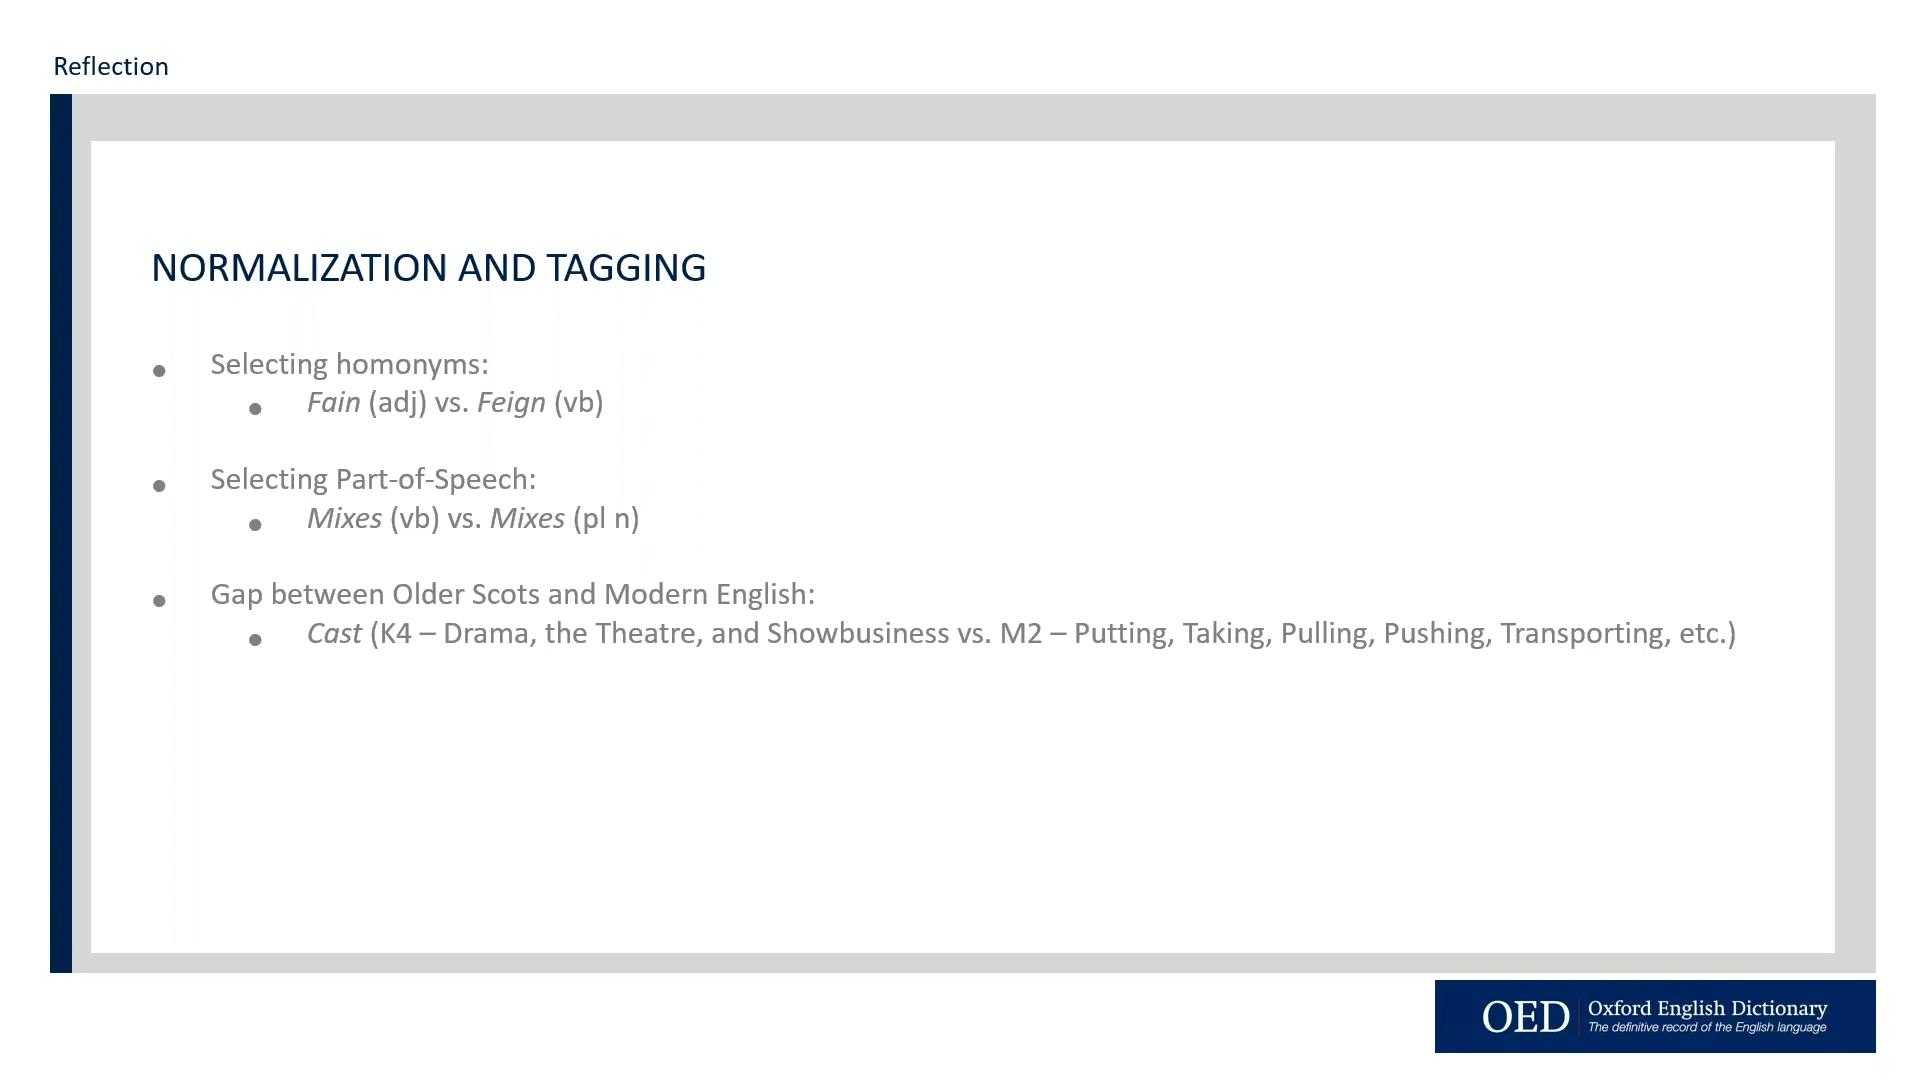 Reflection
NORMALIZATION AND TAGGING
• Selecting homonyms:
• Fain (adj) vs. Feign (vb)
• Selecting Part-of-Speech:
• Mixes (vb) vs. Mixes (pl n)
• Gap between Older Scots and Modern English:
• Cast (K4 – Drama, the Theatre, and Showbusiness vs. M2 – Putting, Taking, Pulling, Pushing, Transporting, etc.)
OED Oxford English Dictionary
The definitive record of the English language